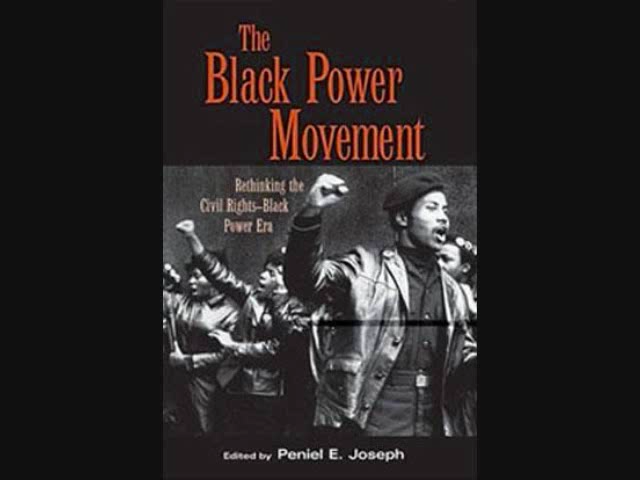 The
Black Power
Movement
Rethinking the
Civil Rights–Black
Power Era
Edited by Peniel E. Joseph